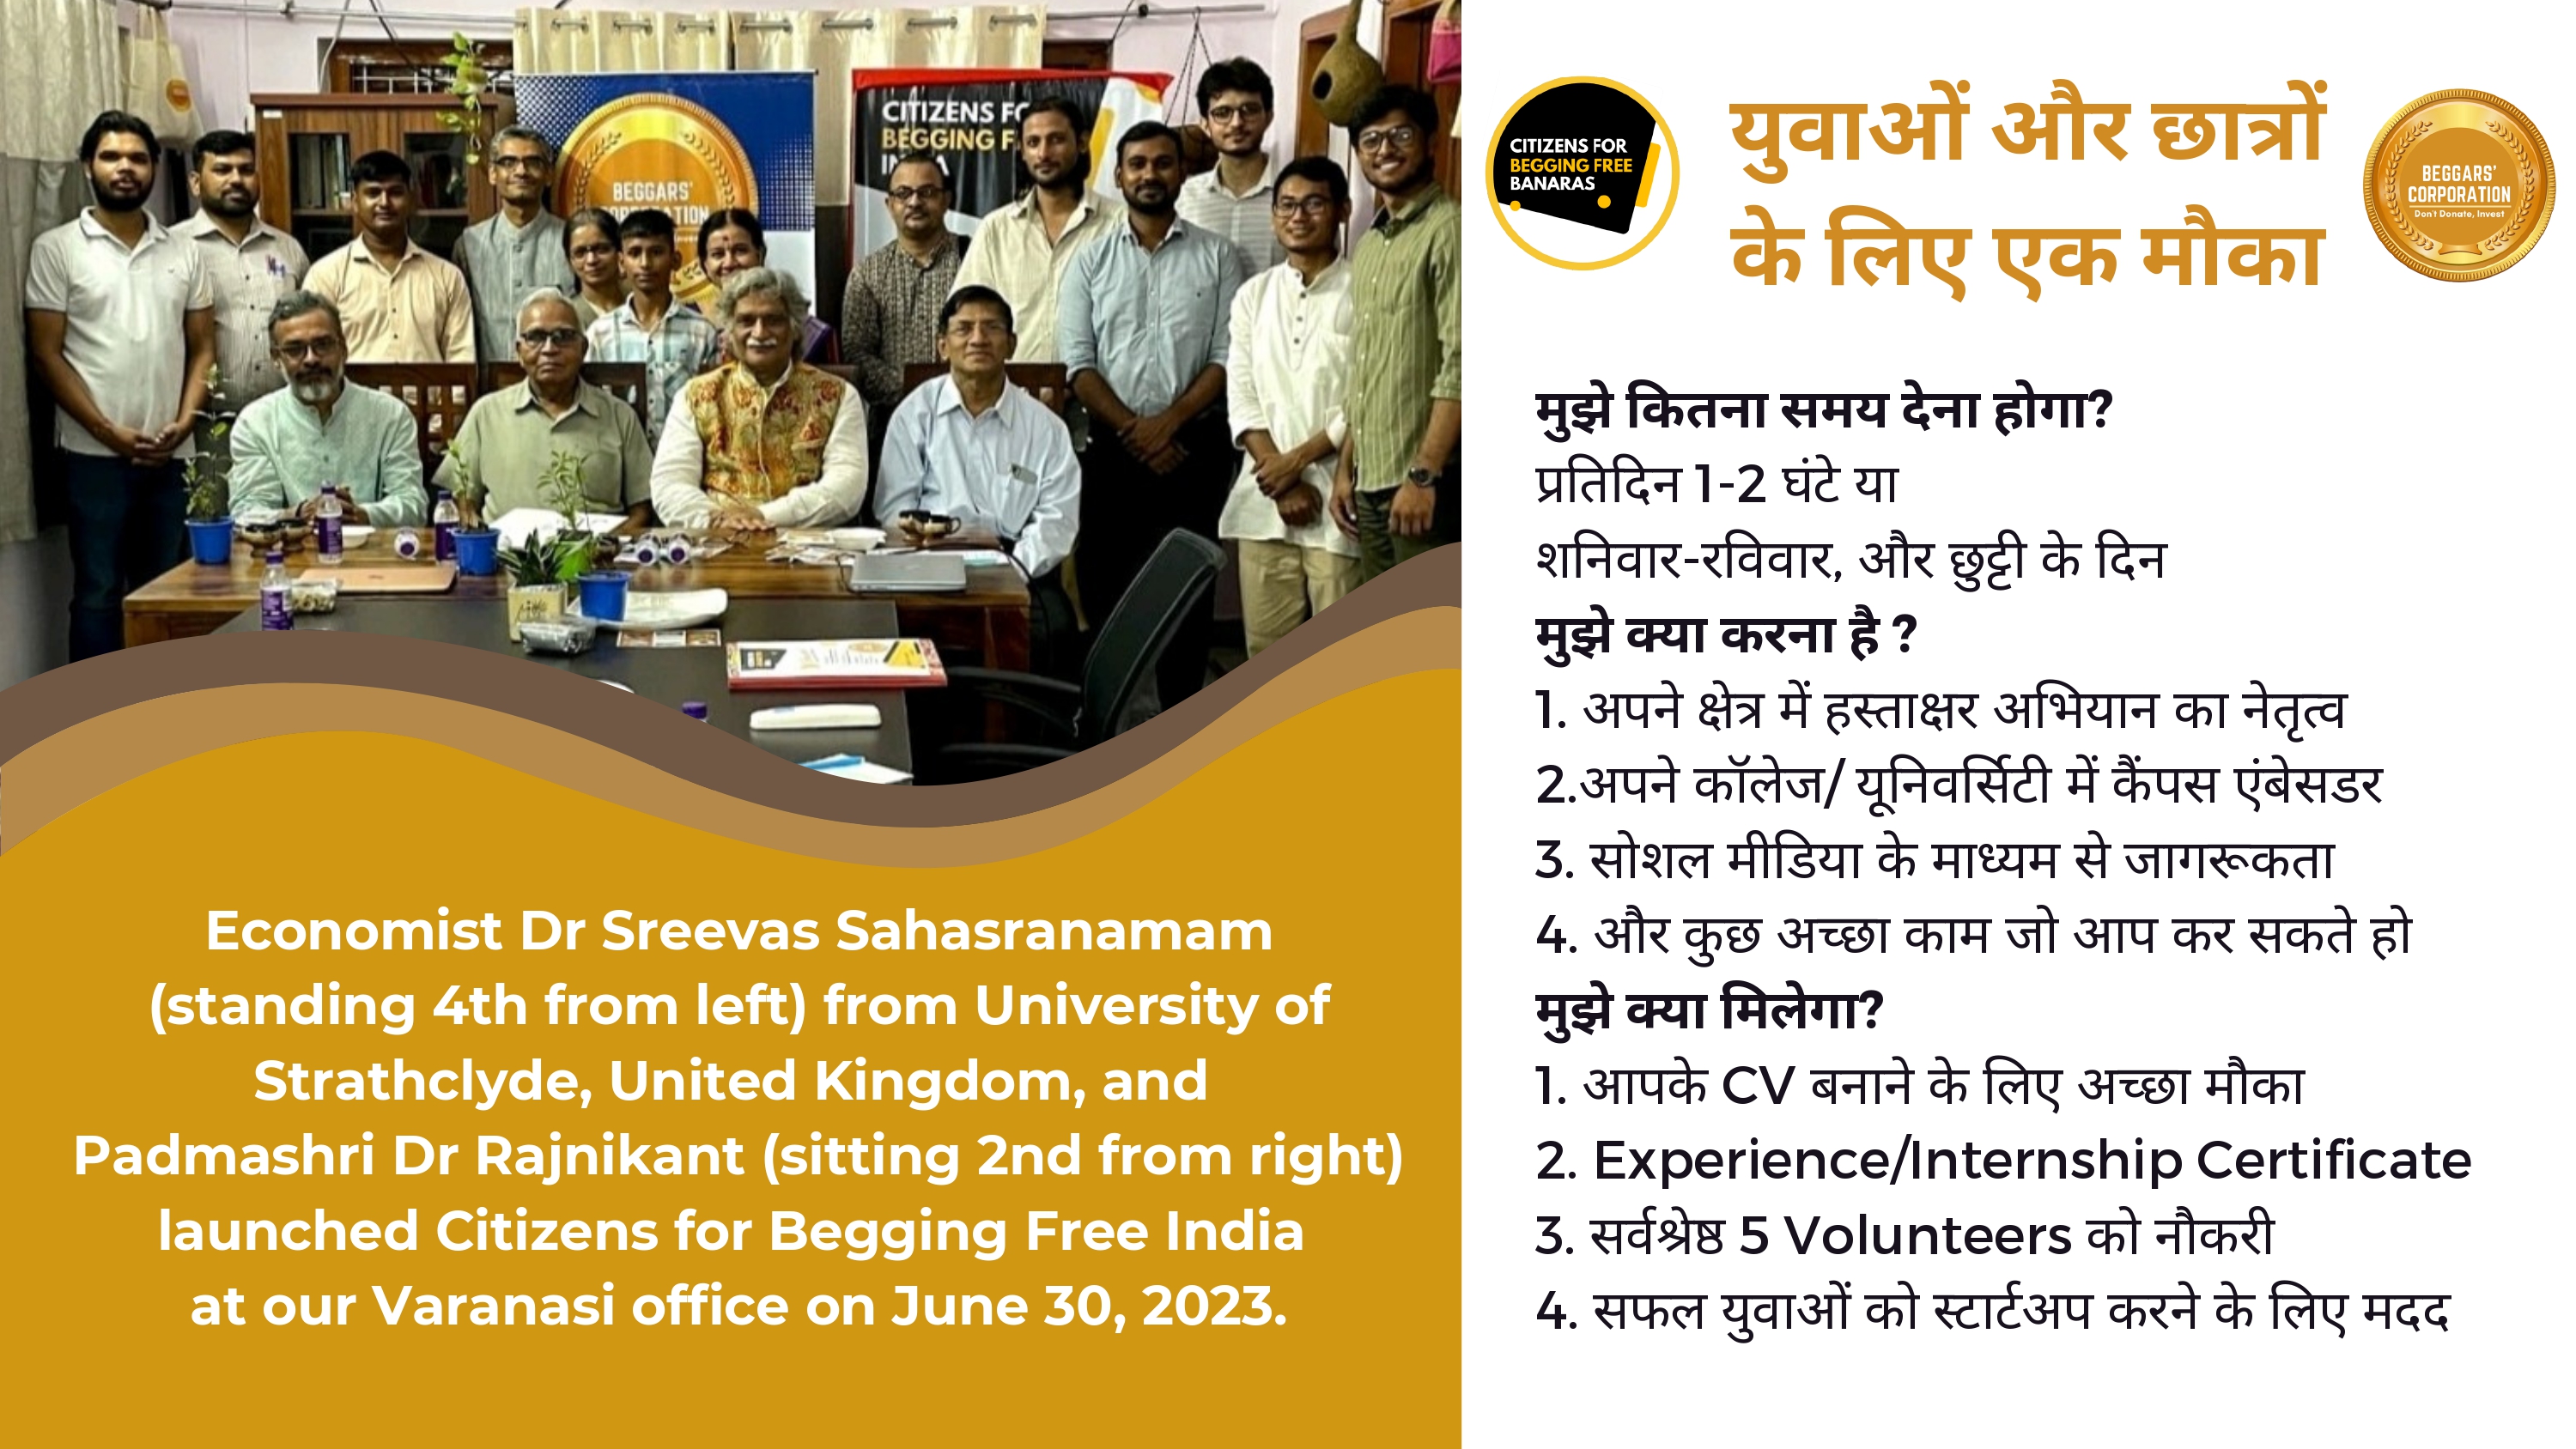 BEGGARS'
CORPORATION
CITIZENS FO
BEGGING F
INDIA
Economist Dr Sreevas Sahasranamam
(standing 4th from left) from University of
Strathclyde, United Kingdom, and
Padmashri Dr Rajnikant (sitting 2nd from right)
launched Citizens for Begging Free India
at our Varanasi office on June 30, 2023.
CITIZENS FOR
BEGGING FREE
BANARAS
युवाओं और छात्रों
के लिए एक मौका
BEGGARS'
CORPORATION
Don't Donate, Invest
मुझे कितना समय देना होगा?
प्रतिदिन 1-2 घंटे या
शनिवार-रविवार, और छुट्टी के दिन
मुझे क्या करना है ?
1. अपने क्षेत्र में हस्ताक्षर अभियान का नेतृत्व
2.अपने कॉलेज/ यूनिवर्सिटी में कैंपस एंबेसडर
3. सोशल मीडिया के माध्यम से जागरूकता
4. और कुछ अच्छा काम जो आप कर सकते हो
मुझे क्या मिलेगा?
1. आपके CV बनाने के लिए अच्छा मौका
2. Experience/Internship Certificate
3. सर्वश्रेष्ठ 5 Volunteers को नौकरी
4. सफल युवाओं को स्टार्टअप करने के लिए मदद